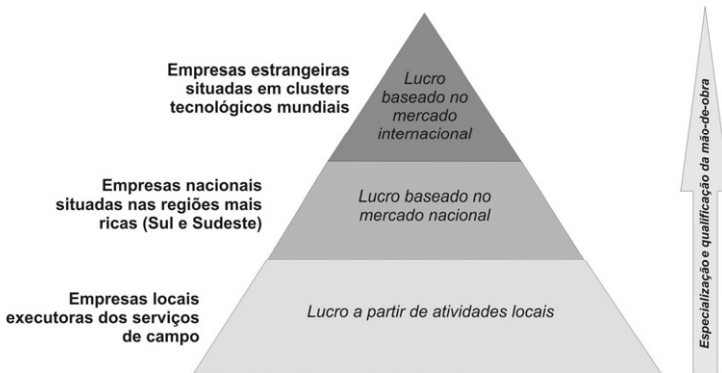 Empresas estrangeiras
situadas em clusters
tecnológicos mundiais
Lucro
baseado no
mercado
internacional
Empresas nacionais
situadas nas regiões mais
ricas (Sul e Sudeste)
Lucro baseado no
mercado nacional
Empresas locais
executoras dos serviços
de campo
Lucro a partir de atividades locais
Especialização e qualificação da mão-de-obra